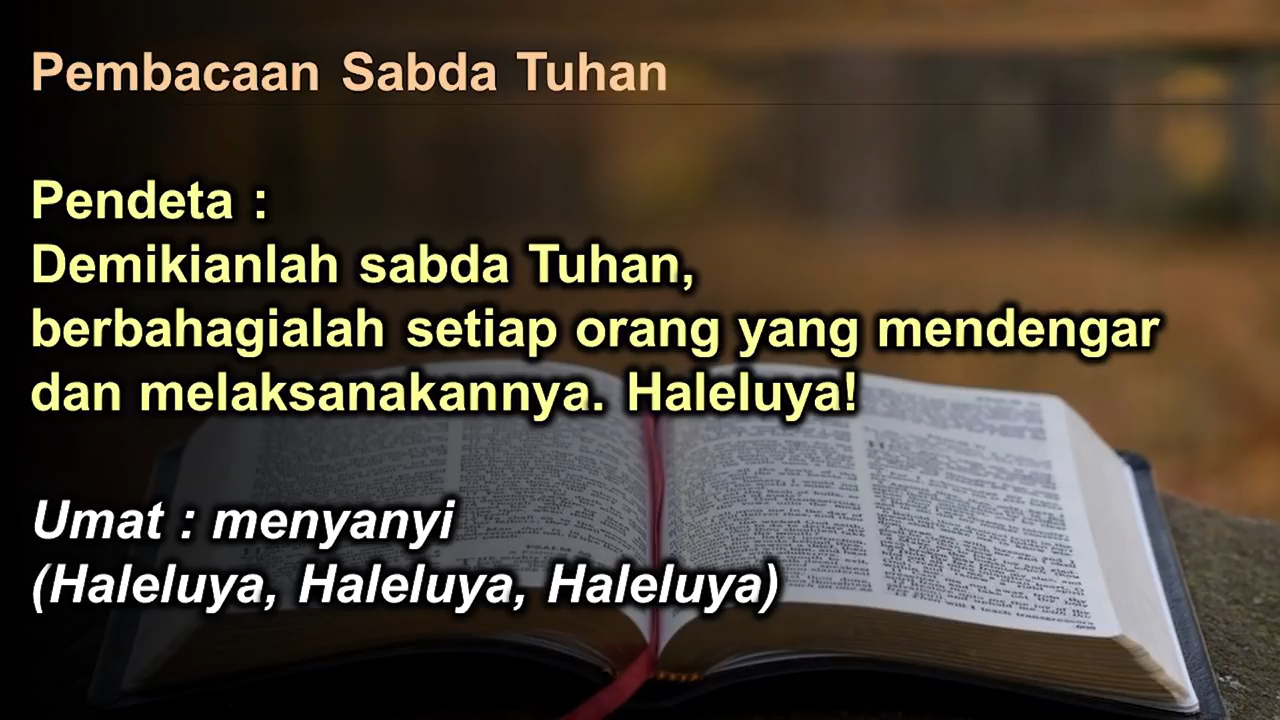 Pembacaan Sabda Tuhan
Pendeta :
Demikianlah sabda Tuhan,
berbahagialah setiap orang yang mendengar
dan melaksanakannya. Haleluya!
Umat : menyanyi
(Haleluya, Haleluya, Haleluya)